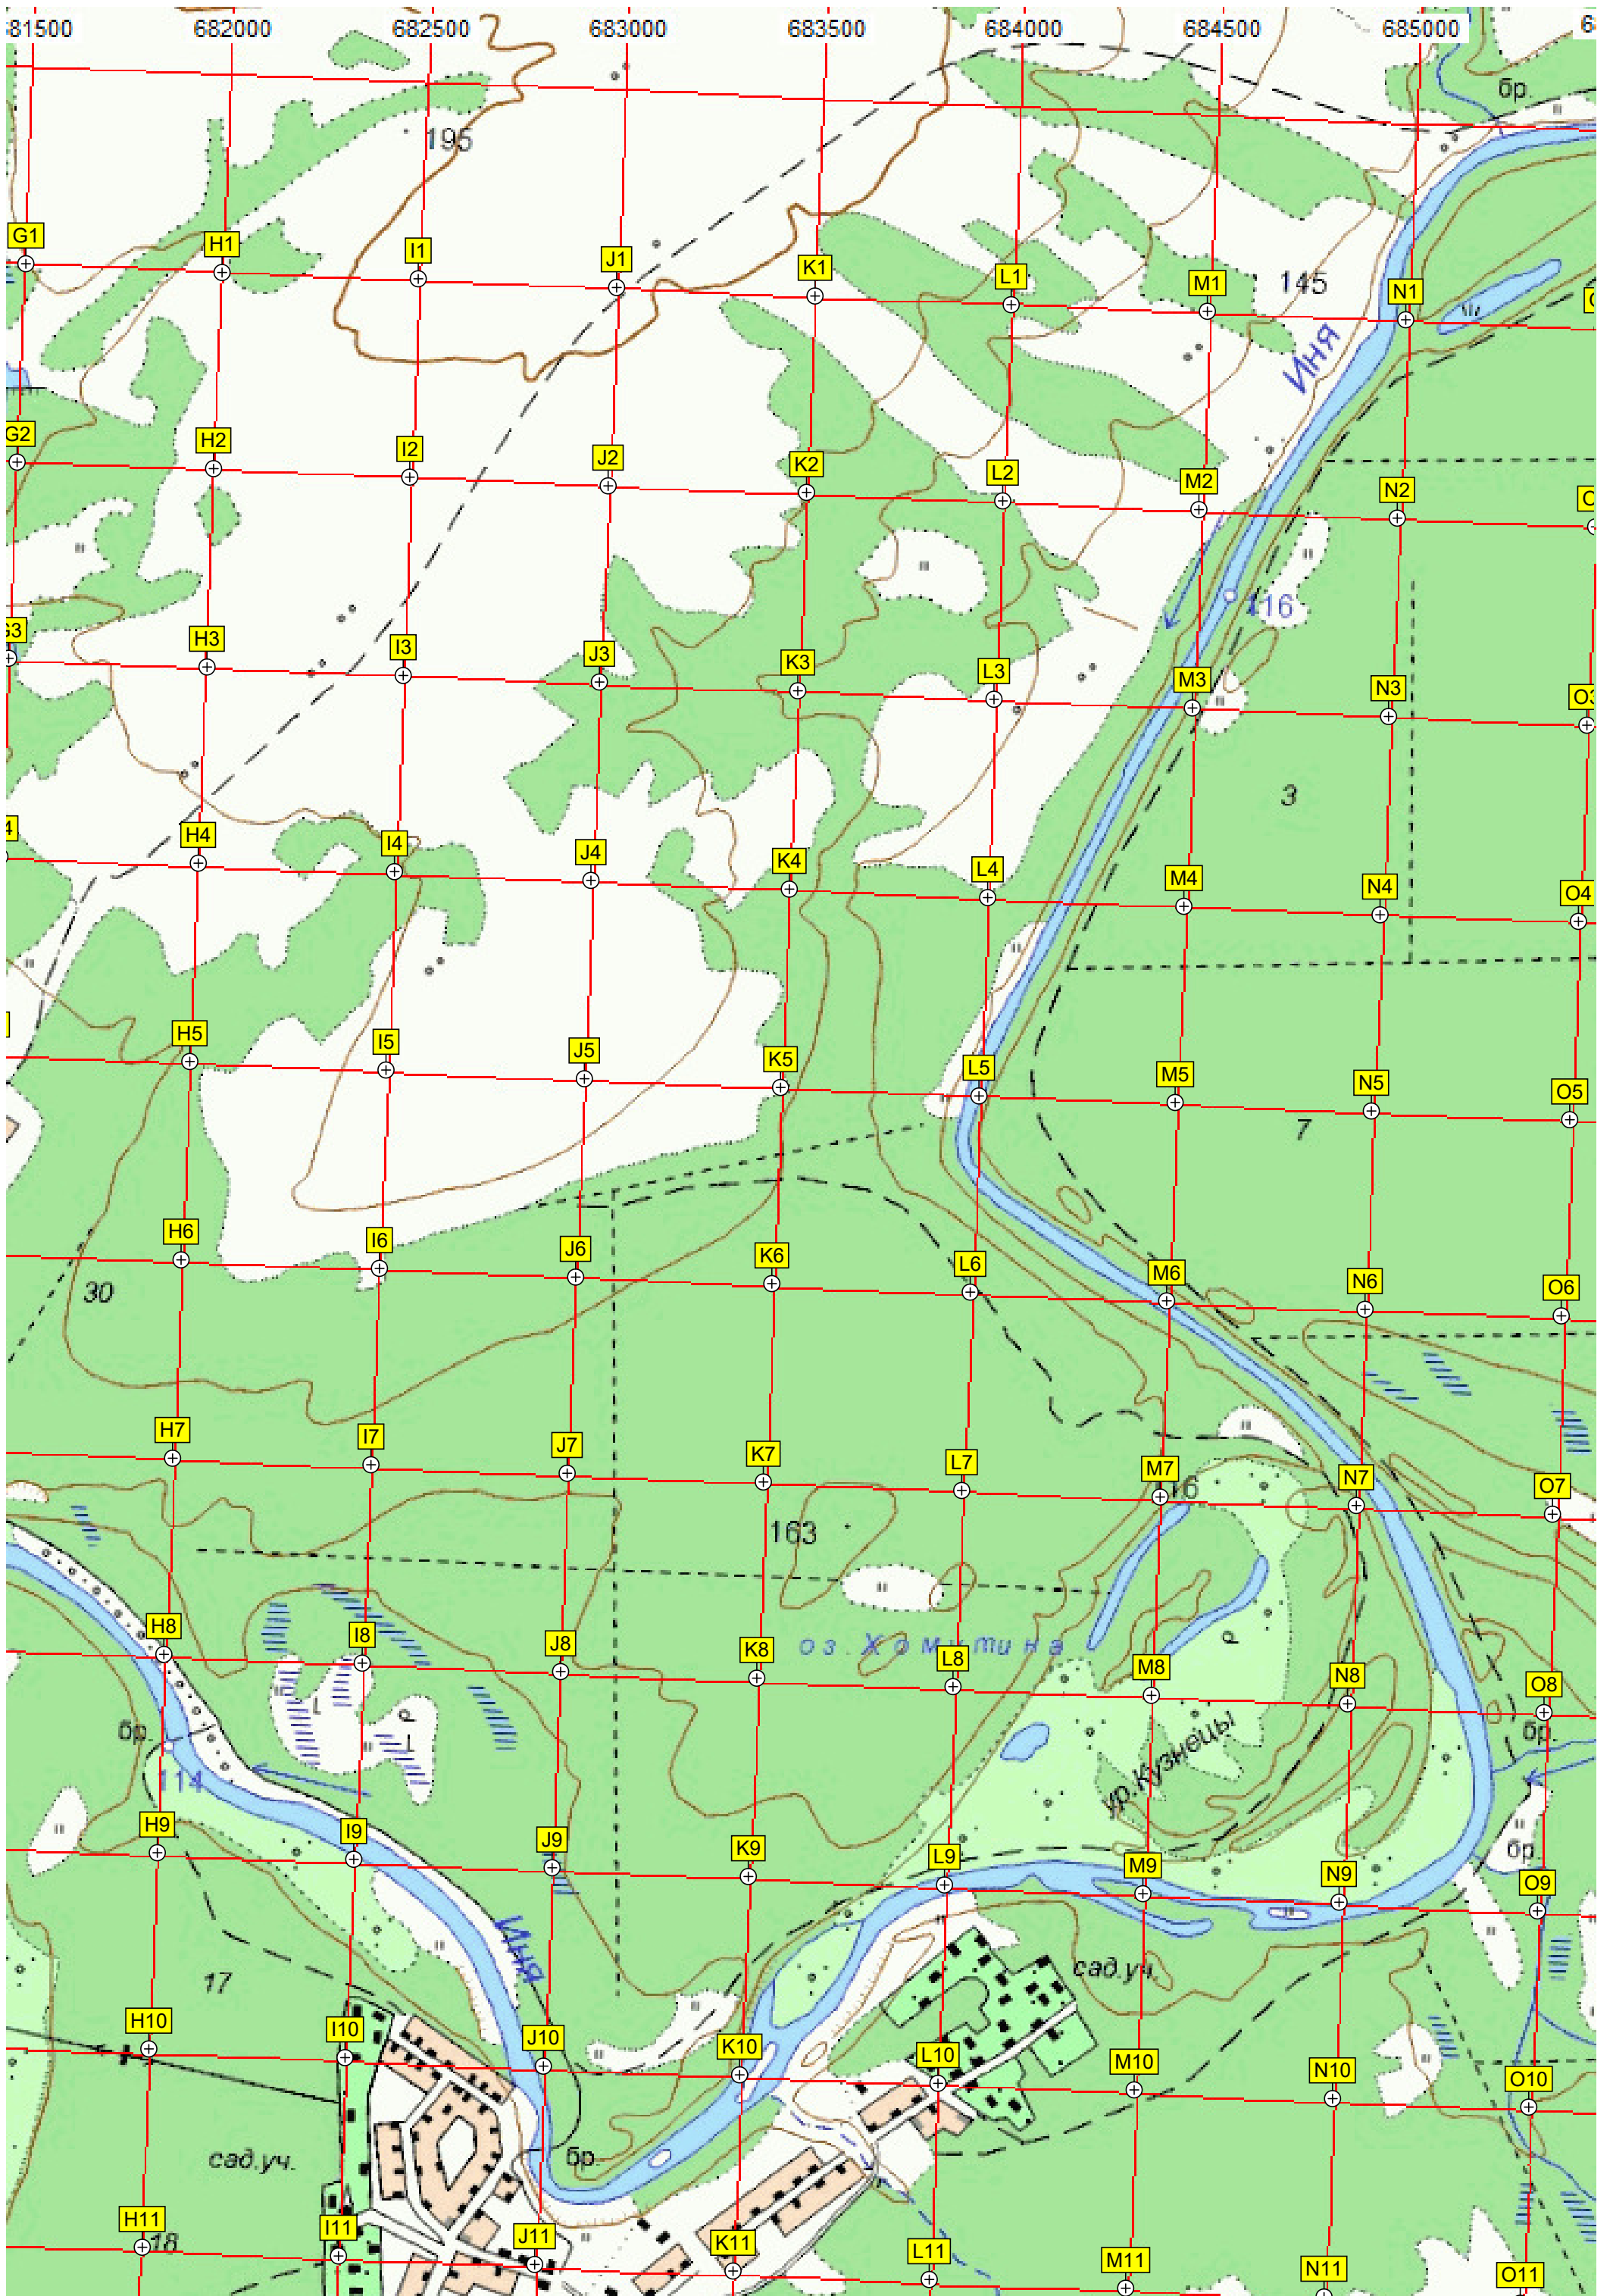 681500 682000 682500 683000 683500 684000 684500 685000
бр.
195
G1 H1 I1 J1 K1 L1 M1 145 N1
Иня
G2 H2 I2 J2 K2 L2 M2 N2
116
H3 I3 J3 K3 L3 M3 N3 O3
3
H4 I4 J4 K4 L4 M4 N4 O4
H5 I5 J5 K5 L5 M5 N5 O5
7
H6 I6 J6 K6 L6 M6 N6 O6
30
H7 I7 J7 K7 L7 M7 N7 O7
16
163
оз. Хомутина
H8 I8 J8 K8 L8 M8 N8 O8
бр.
бр.
ур.Кузнецы
114
H9 I9 J9 K9 L9 M9 N9 O9
бр.
Иня
17
сад.уч.
H10 I10 J10 K10 L10 M10 N10 O10
сад.уч.
бр.
H11 I11 J11 K11 L11 M11 N11 O11
18